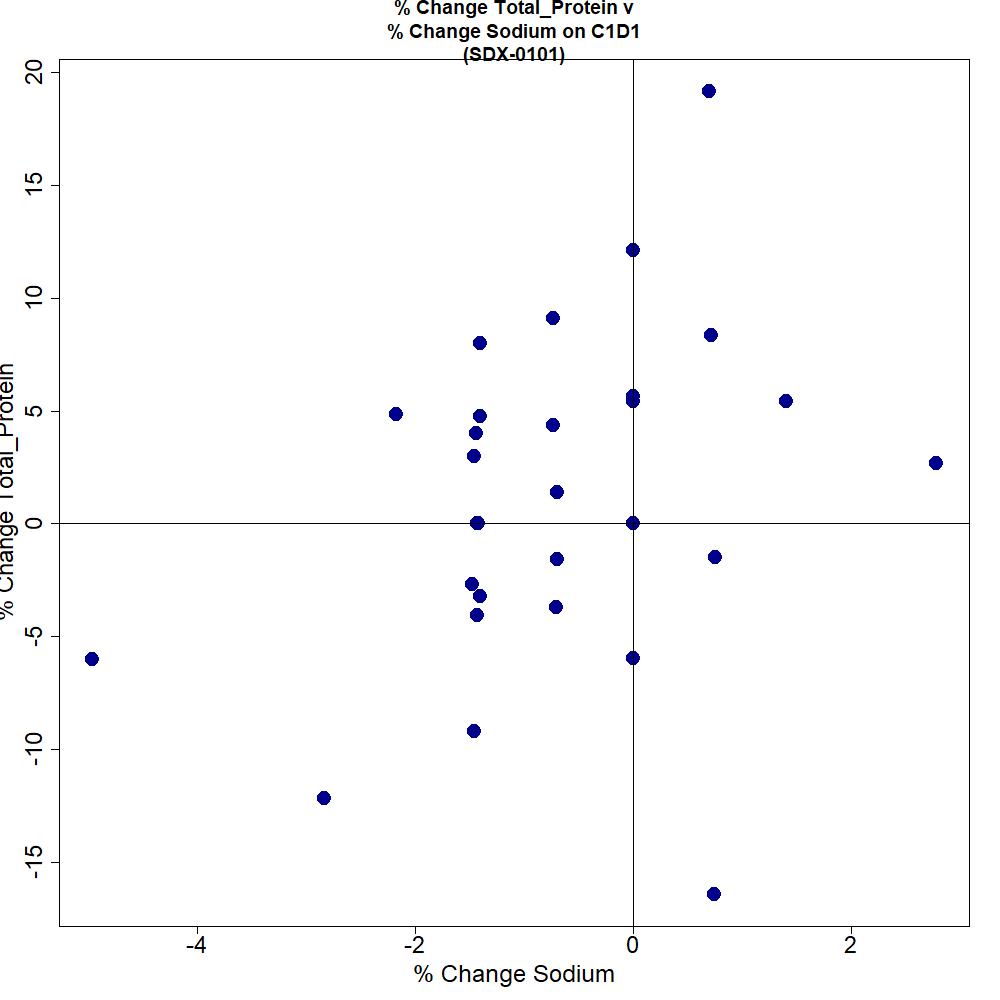 % Change Total_Protein v
% Change Sodium on C1D1
(SDX-0101)
% Change Total_Protein
20
15
10
5
0
-5
-10
-15
-4
-2
0
2
% Change Sodium